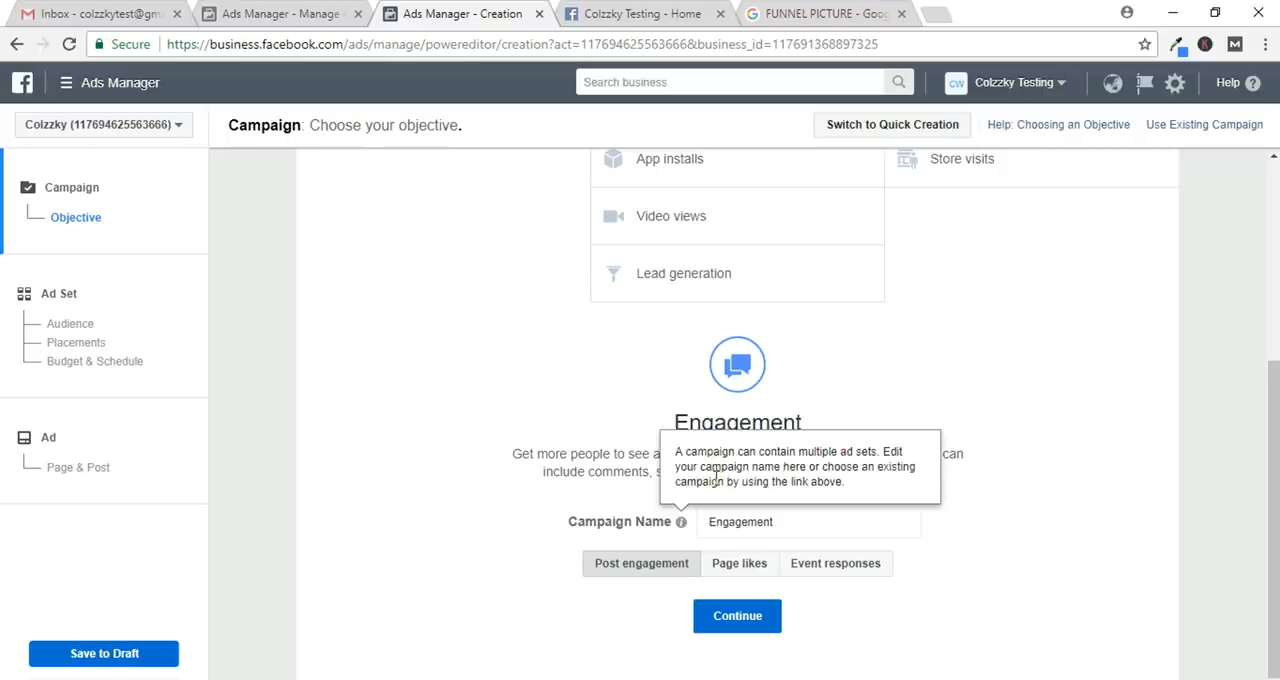 Inbox - colzzkytest@gm
Ads Manager - Manage
Ads Manager - Creation
Colzzky Testing - Home
FUNNEL PICTURE - Goog
Secure
https://business.facebook.com/ads/manage/powereditor/creation?act=117694625563666&business_id=117691368897325
Ads Manager
Search business
CW
Colzzky Testing
Help
Colzzky (117694625563666)
Campaign: Choose your objective.
Switch to Quick Creation
Help: Choosing an Objective
Use Existing Campaign
Campaign
Objective
Ad Set
Audience
Placements
Budget & Schedule
Ad
Page & Post
Save to Draft
App installs
Store visits
Video views
Lead generation
Engagement
Get more people to see a can
include comments, s
A campaign can contain multiple ad sets. Edit
your campaign name here or choose an existing
campaign by using the link above.
Campaign Name
Engagement
Post engagement
Page likes
Event responses
Continue